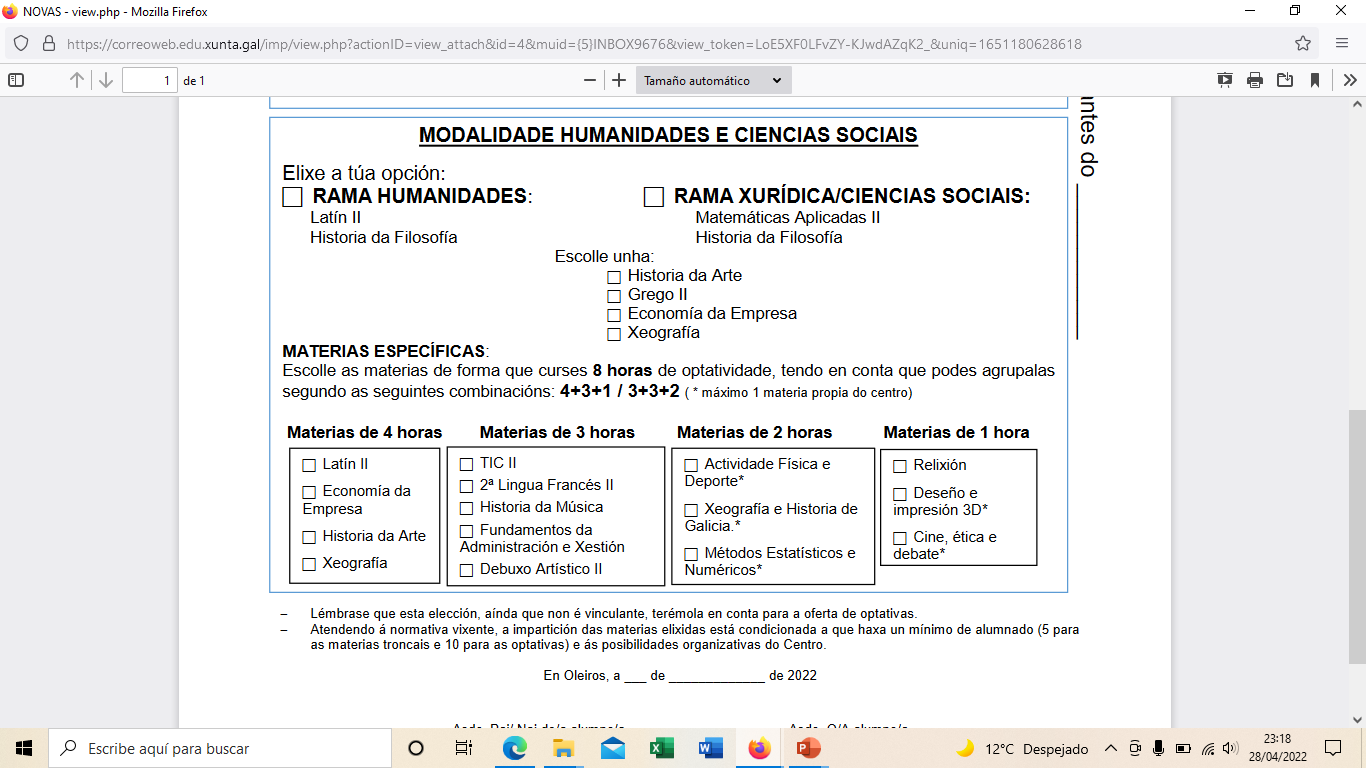 NOVAS - view.php - Mozilla Firefox
https://correoweb.edu.xunta.gal/imp/view.php?actionID=view_attach&id=4&muid={5}INBOX9676&view_token=LoE5XF0LFvZY-KJwdAZqK2_&uniq=1651180628618
1 de 1
Tamaño automático
antes do
MODALIDADE HUMANIDADES E CIENCIAS SOCIAIS
Elixe a túa opción:
RAMA HUMANIDADES: RAMA XURÍDICA/CIENCIAS SOCIAIS:
Latín II Matemáticas Aplicadas II
Historia da Filosofía Historia da Filosofía
Escolle unha:
Historia da Arte
Grego II
Economía da Empresa
Xeografía
MATERIAS ESPECÍFICAS:
Escolle as materias de forma que curses 8 horas de optatividade, tendo en conta que podes agrupalas
segundo as seguintes combinacións: 4+3+1 / 3+3+2 ( * máximo 1 materia propia do centro)
Materias de 4 horas
Latín II
Economía da
Empresa
Historia da Arte
Xeografía
Materias de 3 horas
TIC II
2ª Lingua Francés II
Historia da Música
Fundamentos da
Administración e Xestión
Debuxo Artístico II
Materias de 2 horas
Actividade Física e
Deporte*
Xeografía e Historia de
Galicia.*
Métodos Estatísticos e
Numéricos*
Materias de 1 hora
Relixión
Deseño e
impresión 3D*
Cine, ética e
debate*
– Lémbrase que esta elección, aínda que non é vinculante, terémola en conta para a oferta de optativas.
– Atendendo á normativa vixente, a impartición das materias elixidas está condicionada a que haxa un mínimo de alumnado (5 para
as materias troncais e 10 para as optativas) e ás posibilidades organizativas do Centro.
En Oleiros, a ___ de _____________ de 2022
Escribe aquí para buscar
12°C Despejado
23:18
28/04/2022